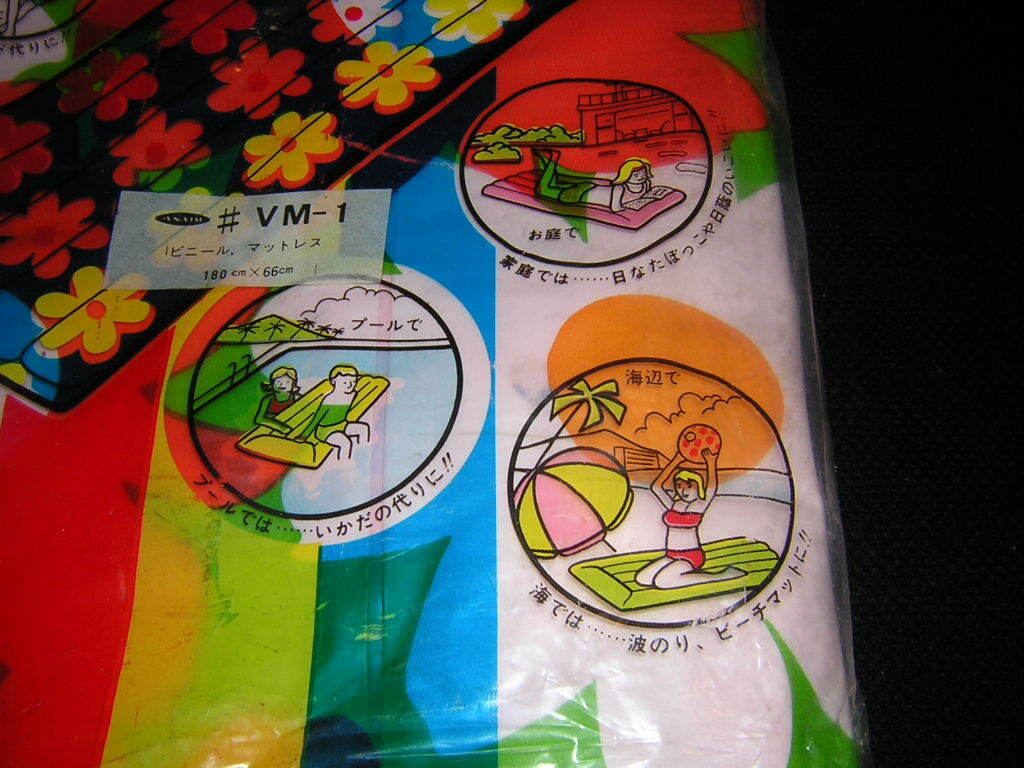 代りに!!
# VM-1
ビニール, マットレス
180cm×66cm
お庭で
家庭では……日なたぼっこや日蔭のいこいに!!
プールで
プールでは……いかだの代りに!!
海辺で
海では……波のり、ビーチマットに!!